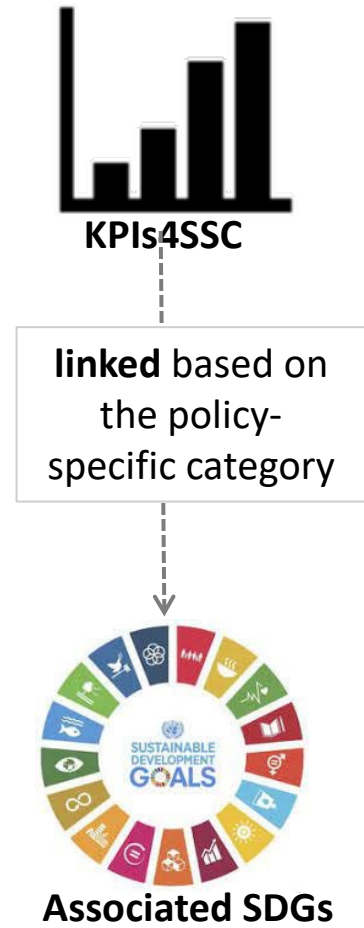 KPIs4SSC
linked based on
the policy-
specific category
SUSTAINABLE
DEVELOPMENT
GOALS
Associated SDGs